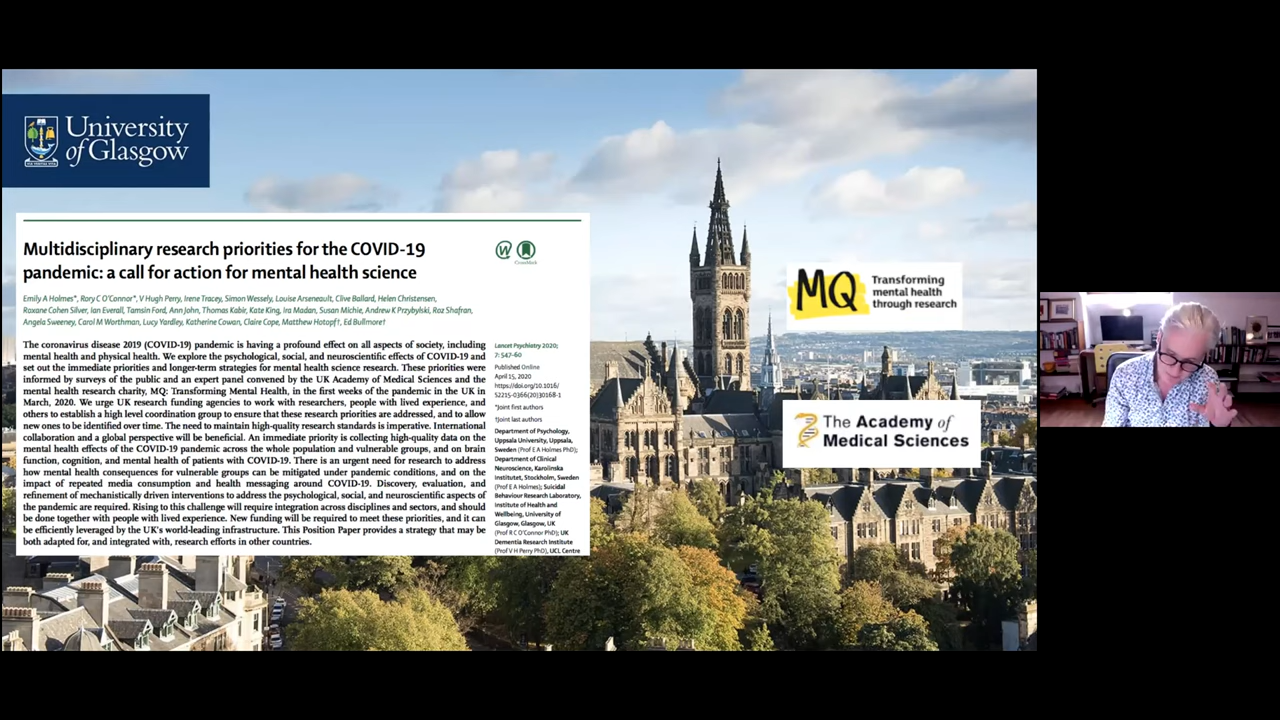 University
of Glasgow
Multidisciplinary research priorities for the COVID-19
pandemic: a call for action for mental health science
CrossMark
Emily A Holmes*, Rory C O'Connor*, V Hugh Perry, Irene Tracey, Simon Wessely, Louise Arseneault, Clive Ballard, Helen Christensen,
Roxane Cohen Silver, Ian Everall, Tamsin Ford, Ann John, Thomas Kabir, Kate King, Ira Madan, Susan Michie, Andrew K Przybylski, Roz Shafran,
Angela Sweeney, Carol M Worthman, Lucy Yardley, Katherine Cowan, Claire Cope, Matthew Hotopf†, Ed Bullmore†
The coronavirus disease 2019 (COVID-19) pandemic is having a profound effect on all aspects of society, including
mental health and physical health. We explore the psychological, social, and neuroscientific effects of COVID-19 and
set out the immediate priorities and longer-term strategies for mental health science research. These priorities were
informed by surveys of the public and an expert panel convened by the UK Academy of Medical Sciences and the
mental health research charity, MQ: Transforming Mental Health, in the first weeks of the pandemic in the UK in
March, 2020. We urge UK research funding agencies to work with researchers, people with lived experience, and
others to establish a high level coordination group to ensure that these research priorities are addressed, and to allow
new ones to be identified over time. The need to maintain high-quality research standards is imperative. International
collaboration and a global perspective will be beneficial. An immediate priority is collecting high-quality data on the
mental health effects of the COVID-19 pandemic across the whole population and vulnerable groups, and on brain
function, cognition, and mental health of patients with COVID-19. There is an urgent need for research to address
how mental health consequences for vulnerable groups can be mitigated under pandemic conditions, and on the
impact of repeated media consumption and health messaging around COVID-19. Discovery, evaluation, and
refinement of mechanistically driven interventions to address the psychological, social, and neuroscientific aspects of
the pandemic are required. Rising to this challenge will require integration across disciplines and sectors, and should
be done together with people with lived experience. New funding will be required to meet these priorities, and it can
be efficiently leveraged by the UK's world-leading infrastructure. This Position Paper provides a strategy that may be
both adapted for, and integrated with, research efforts in other countries.
Lancet Psychiatry 2020;
7: 547-60
Published Online
April 15, 2020
https://doi.org/10.1016/
S2215-0366(20)30168-1
*Joint first authors
†Joint last authors
Department of Psychology,
Uppsala University, Uppsala,
Sweden (Prof E A Holmes PhD);
Department of Clinical
Neuroscience, Karolinska
Institutet, Stockholm, Sweden
(Prof E A Holmes); Suicidal
Behaviour Research Laboratory,
Institute of Health and
Wellbeing, University of
Glasgow, Glasgow, UK
(Prof R C O'Connor PhD); UK
Dementia Research Institute
(Prof V H Perry PhD), UCL Centre
MQ
Transforming
mental health
through research
The Academy of
Medical Sciences